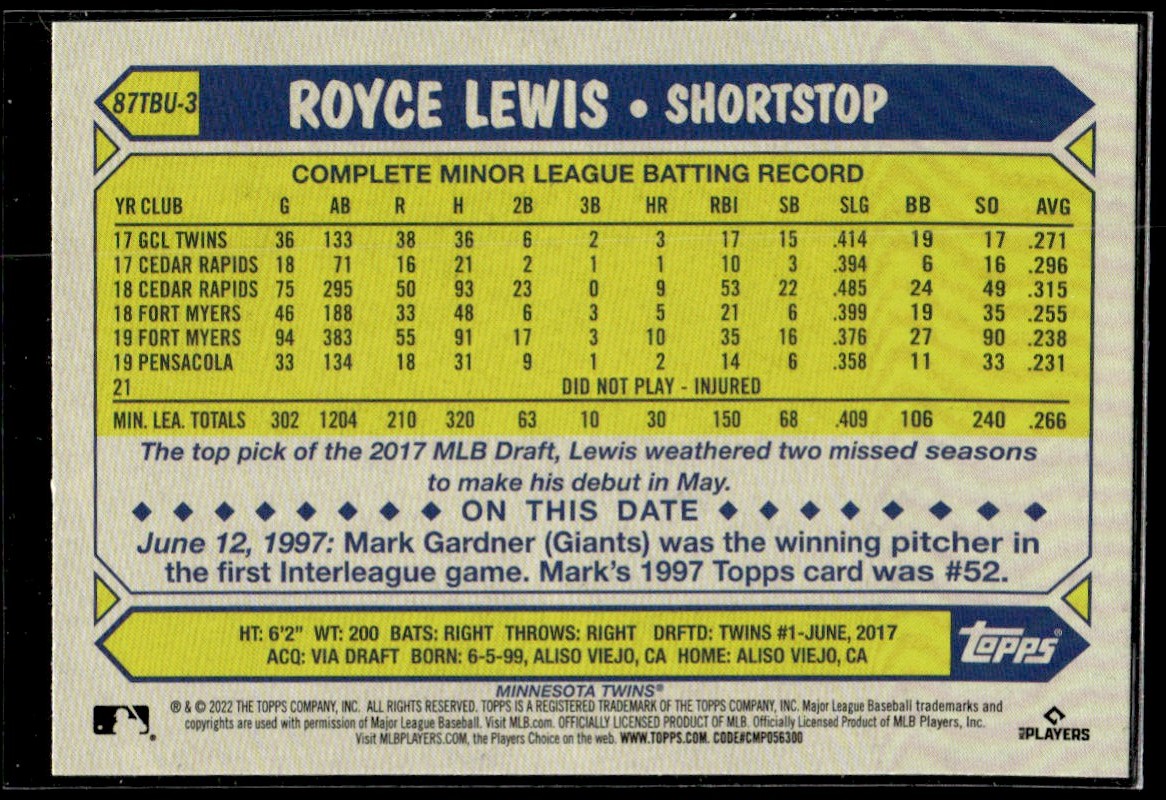 87TBU-3
ROYCE LEWIS • SHORTSTOP
COMPLETE MINOR LEAGUE BATTING RECORD
YR CLUB G AB R H 2B 3B HR RBI SB SLG BB SO AVG
17 GCL TWINS 36 133 38 36 6 2 3 17 15 .414 19 17 .271
17 CEDAR RAPIDS 18 71 16 21 2 1 1 10 3 .394 6 16 .296
18 CEDAR RAPIDS 75 295 50 93 23 0 9 53 22 .485 24 49 .315
18 FORT MYERS 46 188 33 48 6 3 5 21 6 .399 19 35 .255
19 FORT MYERS 94 383 55 91 17 3 10 35 16 .376 27 90 .238
19 PENSACOLA 33 134 18 31 9 1 2 14 6 .358 11 33 .231
21 DID NOT PLAY - INJURED
MIN. LEA. TOTALS 302 1204 210 320 63 10 30 150 68 .409 106 240 .266
The top pick of the 2017 MLB Draft, Lewis weathered two missed seasons
to make his debut in May.
ON THIS DATE
June 12, 1997: Mark Gardner (Giants) was the winning pitcher in
the first Interleague game. Mark's 1997 Topps card was #52.
HT: 6'2" WT: 200 BATS: RIGHT THROWS: RIGHT DRFTD: TWINS #1-JUNE, 2017
ACQ: VIA DRAFT BORN: 6-5-99, ALISO VIEJO, CA HOME: ALISO VIEJO, CA
topps®
MINNESOTA TWINS®
® & © 2022 THE TOPPS COMPANY, INC. ALL RIGHTS RESERVED. TOPPS IS A REGISTERED TRADEMARK OF THE TOPPS COMPANY, INC. Major League Baseball trademarks and
copyrights are used with permission of Major League Baseball. Visit MLB.com. OFFICIALLY LICENSED PRODUCT OF MLB. Officially Licensed Product of MLB Players, Inc.
Visit MLBPLAYERS.COM, the Players Choice on the web. WWW.TOPPS.COM. CODE#CMP056300
PLAYERS